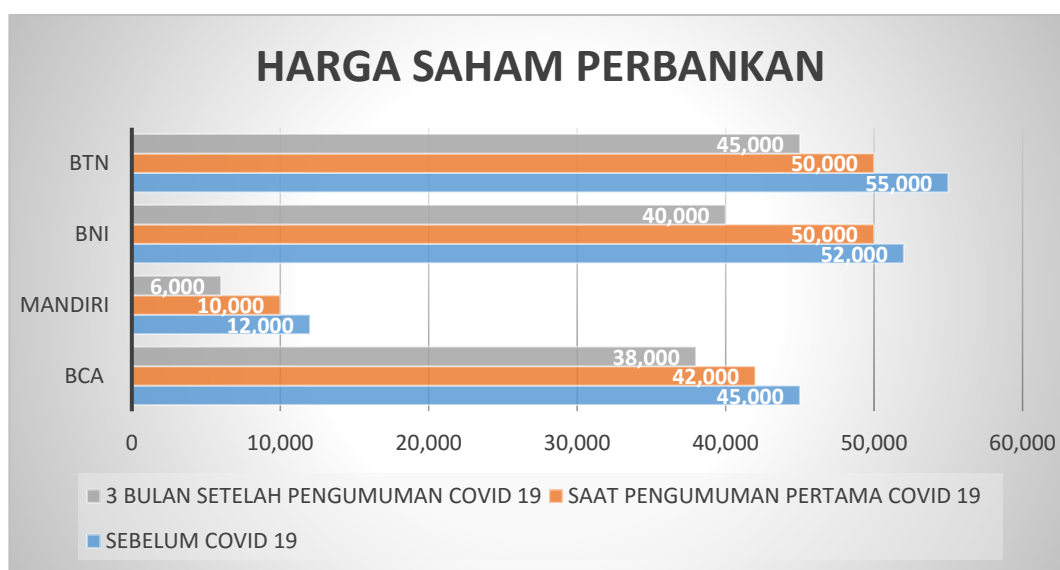 HARGA SAHAM PERBANKAN
BTN
45,000
50,000
55,000
BNI
40,000
50,000
52,000
MANDIRI
6,000
10,000
12,000
BCA
38,000
42,000
45,000
0 10,000 20,000 30,000 40,000 50,000 60,000
3 BULAN SETELAH PENGUMUMAN COVID 19 SAAT PENGUMUMAN PERTAMA COVID 19
SEBELUM COVID 19